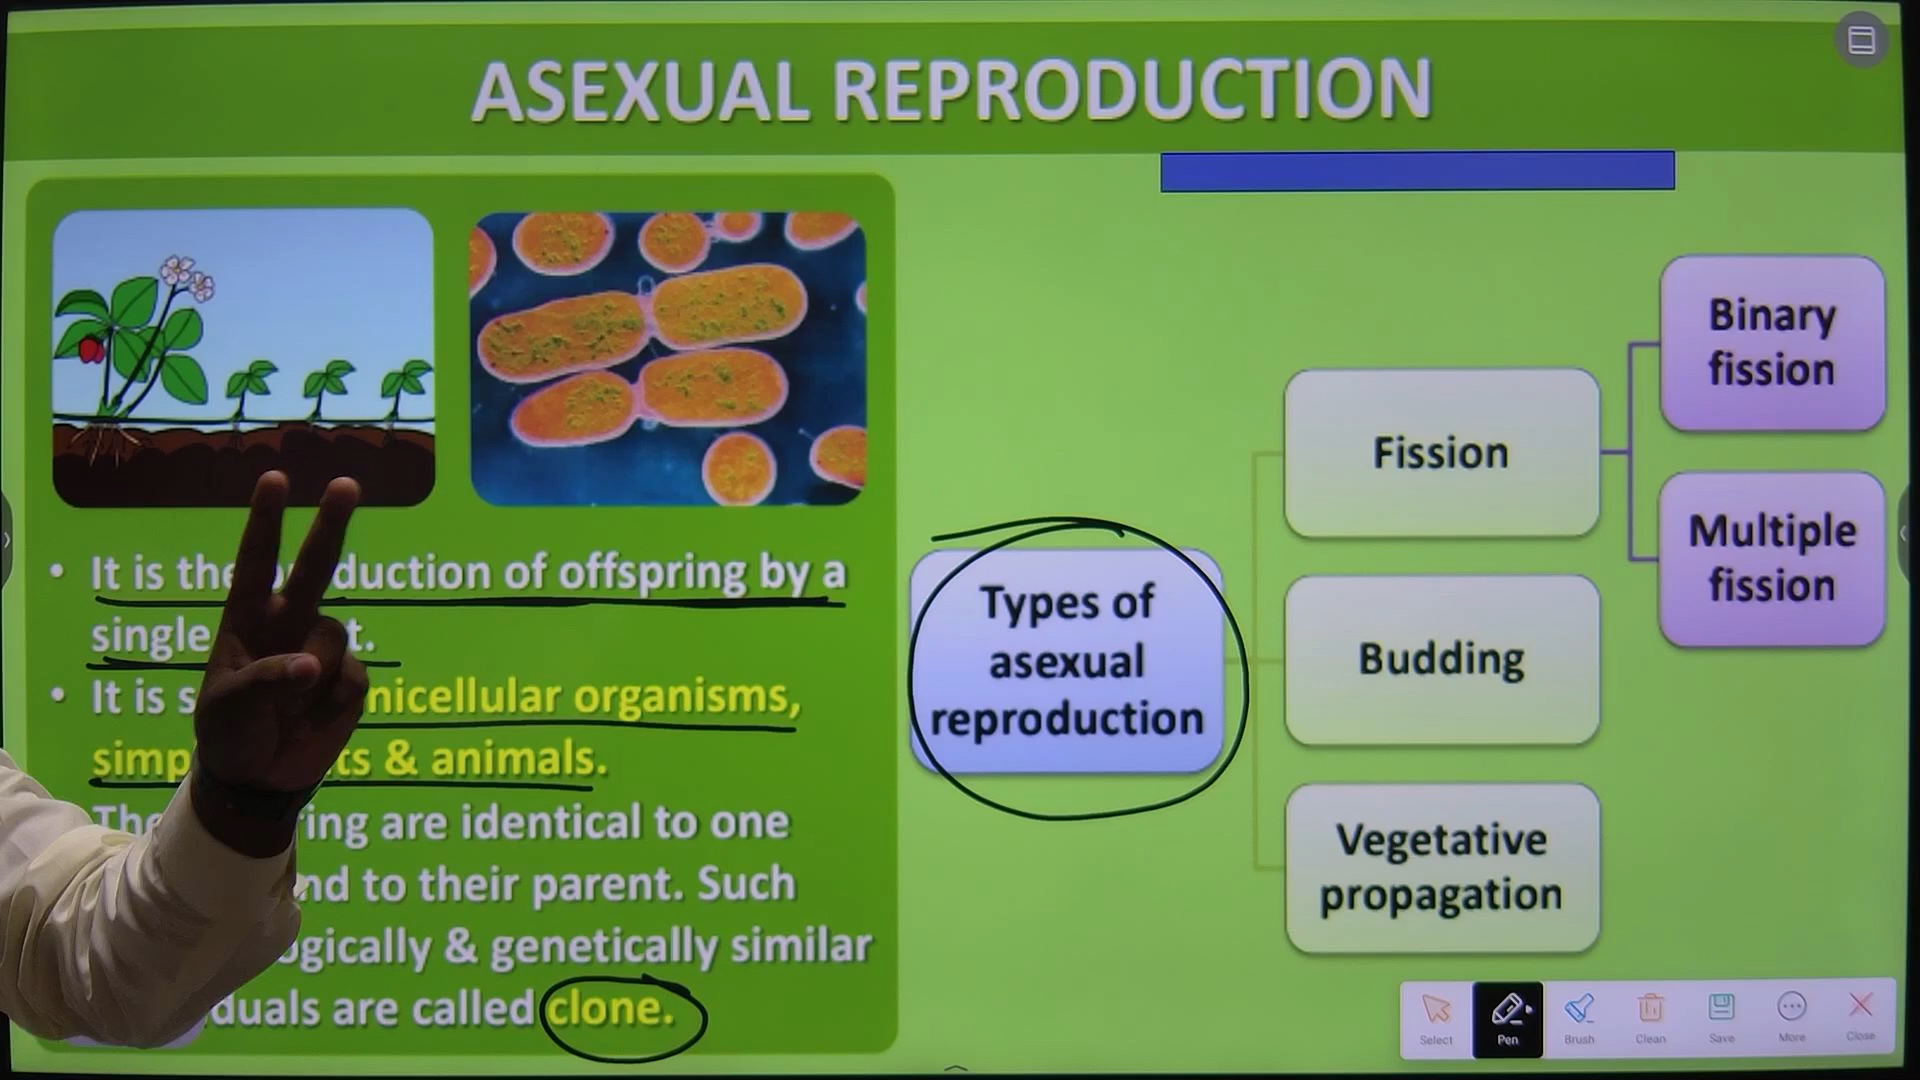 ASEXUAL REPRODUCTION
• It is the duction of offspring by a
single t.
• It is s nicellular organisms,
simp ts & animals.
The ring are identical to one
nd to their parent. Such
ogically & genetically similar
duals are called clone.
Types of
asexual
reproduction
Fission
Budding
Vegetative
propagation
Binary
fission
Multiple
fission
Select
Pen
Brush
Clean
Save
More
Close